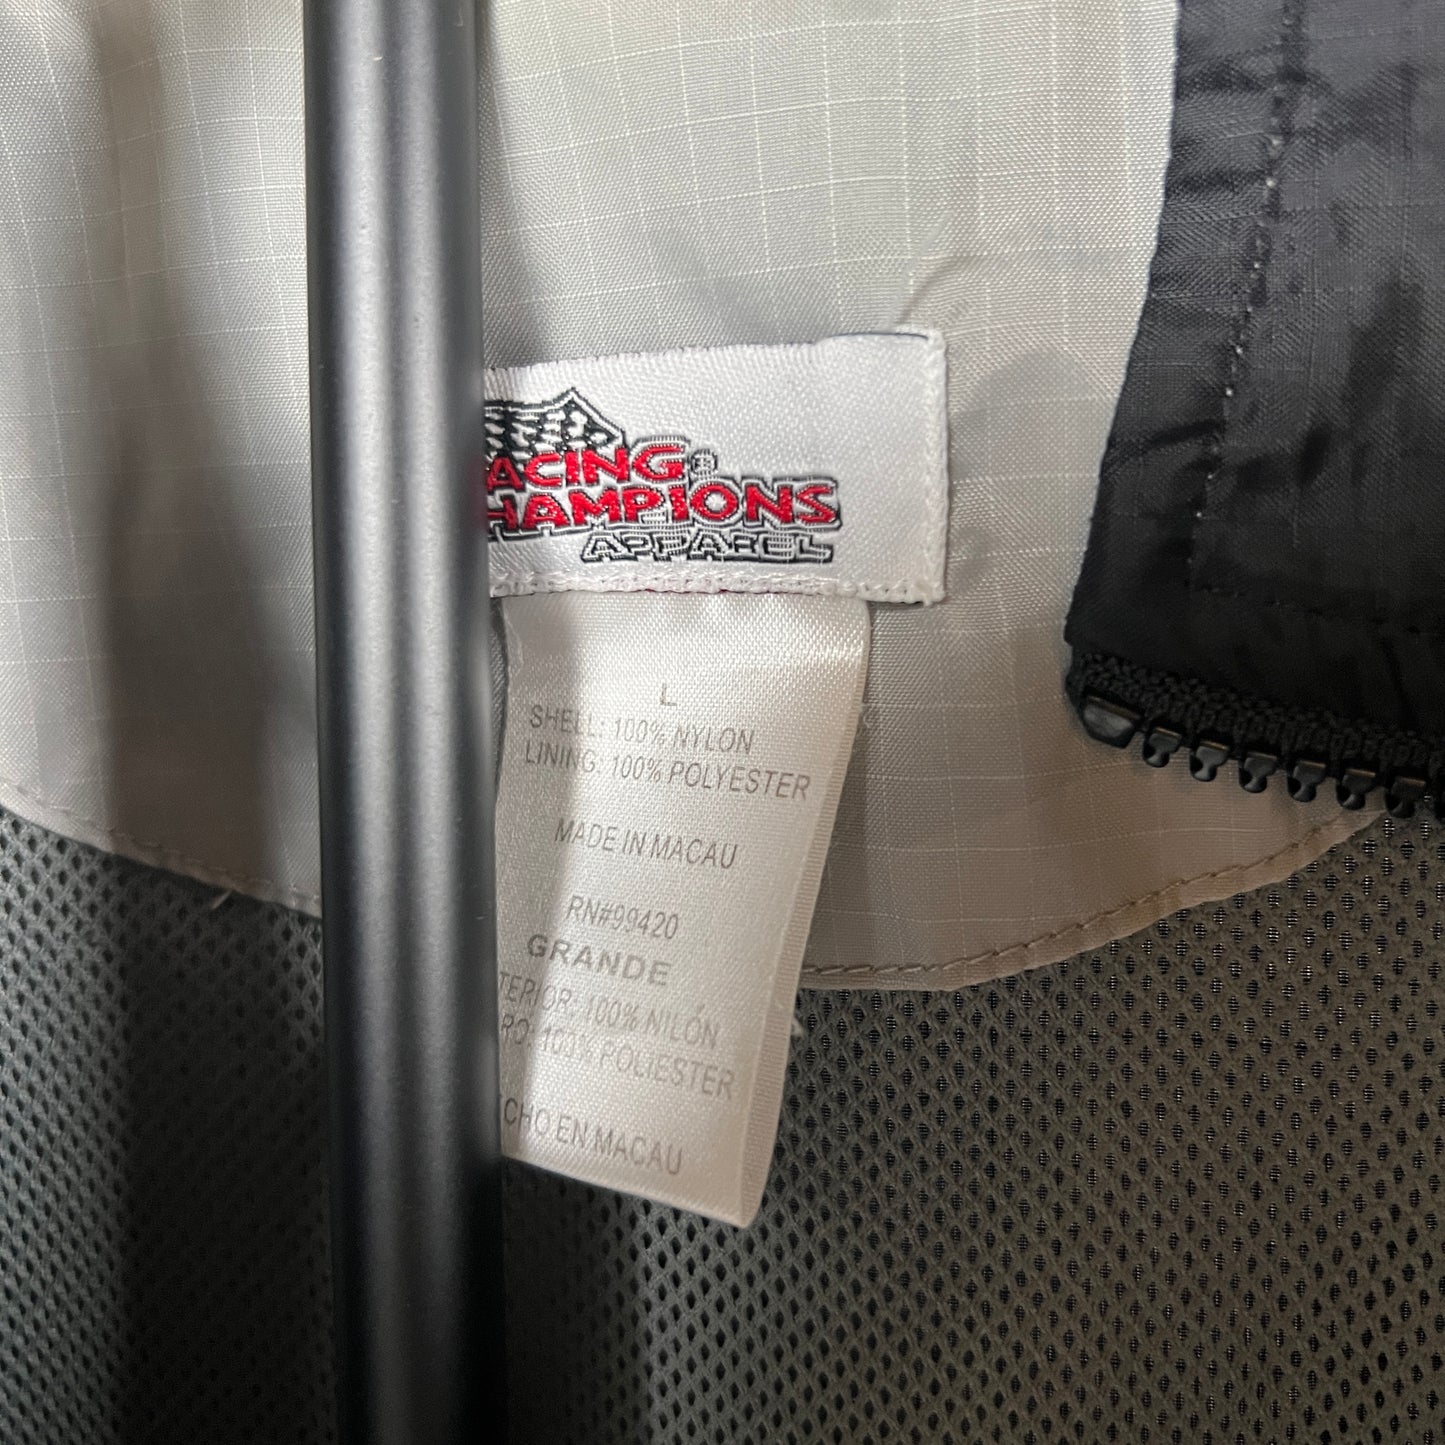 ACING®
HAMPIONS
APPAREL
L
SHELL: 100% NYLON
LINING: 100% POLYESTER
MADE IN MACAU
RN#99420
GRANDE
TERIOR: 100% NILÓN
RO: 100% POLIESTER
CHO EN MACAU